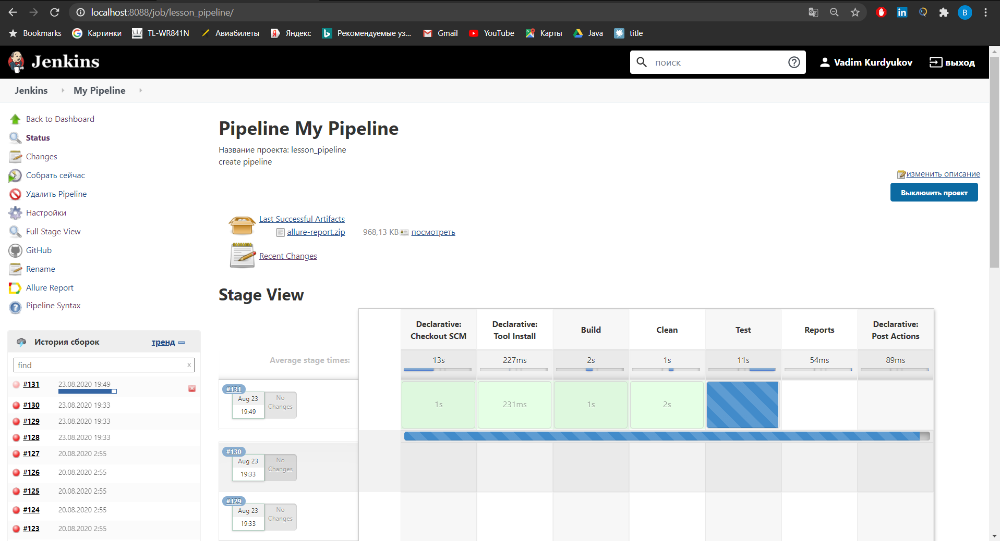 localhost:8088/job/lesson_pipeline/
B
Bookmarks
Картинки
TL-WR841N
Авиабилеты
Яндекс
Рекомендуемые уз...
Gmail
YouTube
Карты
Java
title
Jenkins
поиск
Vadim Kurdyukov
выход
Jenkins
My Pipeline
Back to Dashboard
Status
Changes
Собрать сейчас
Удалить Pipeline
Настройки
Full Stage View
GitHub
Rename
Allure Report
Pipeline Syntax
История сборок
тренд
find
x
#131 23.08.2020 19:49
#130 23.08.2020 19:33
#129 23.08.2020 19:33
#128 23.08.2020 19:33
#127 20.08.2020 2:55
#126 20.08.2020 2:55
#125 20.08.2020 2:55
#124 20.08.2020 2:55
#123 20.08.2020 2:55
Pipeline My Pipeline
Название проекта: lesson_pipeline
create pipeline
изменить описание
Выключить проект
Last Successful Artifacts
allure-report.zip 968,13 KB посмотреть
Recent Changes
Stage View
Declarative: Checkout SCM
Declarative: Tool Install
Build
Clean
Test
Reports
Declarative: Post Actions
Average stage times:
13s
227ms
2s
1s
11s
54ms
89ms
#131
Aug 23
19:49
No Changes
1s
231ms
1s
2s
#130
Aug 23
19:33
No Changes
#129
Aug 23
19:33
No Changes